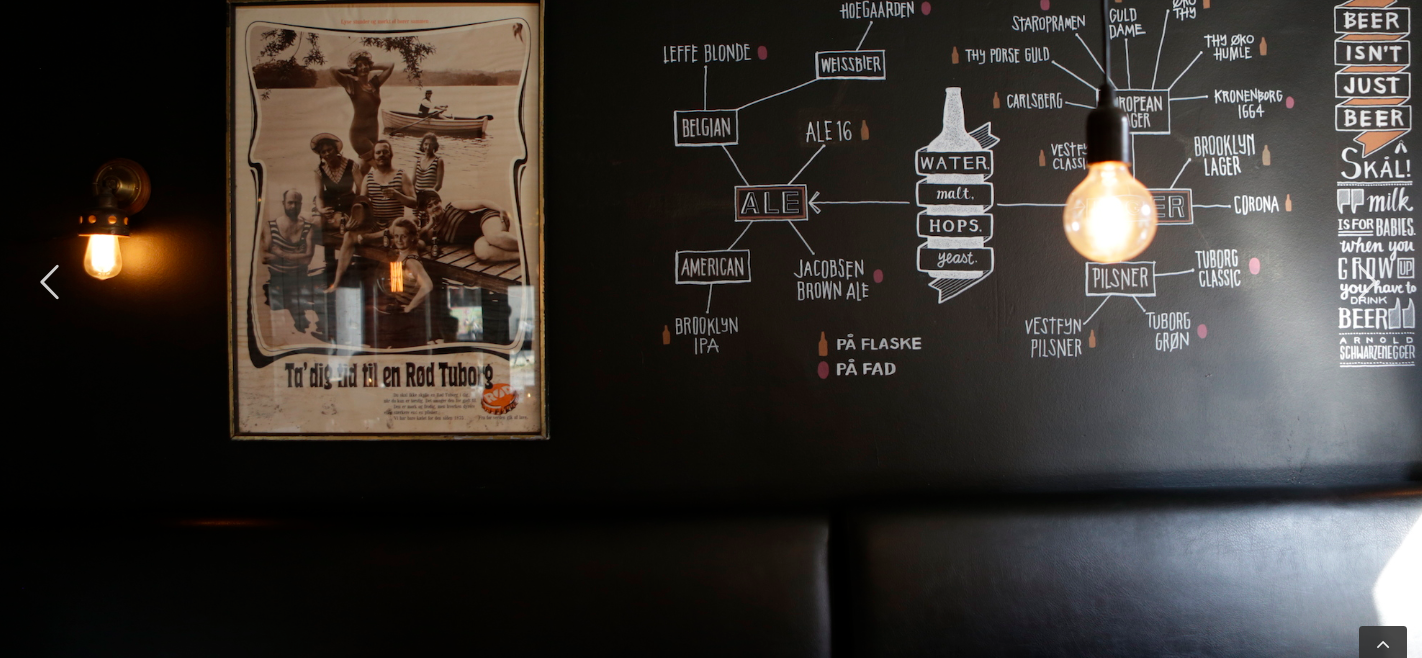 Ta' dig tid til en Rød Tuborg
RØD
HOEGAARDEN
LEFFE BLONDE
WEISSBIER
BELGIAN
ALE 16
ALE
AMERICAN
JACOBSEN
BROWN ALE
BROOKLYN
IPA
PÅ FLASKE
PÅ FAD
WATER.
malt.
HOPS.
yeast.
STAROPRAMEN
GULD
DAME
ØKO
THY
THY PORSE GULD
THY ØKO
HUMLE
CARLSBERG
KRONENBORG
1664
BROOKLYN
LAGER
CORONA
PILSNER
TUBORG
CLASSIC
VESTFYN
PILSNER
TUBORG
GRØN
BEER
ISN'T
JUST
BEER
SKÅL!
milk
IS FOR BABIES.
when you
GROW UP
you have to
DRINK
BEER
ARNOLD
SCHWARZENEGGER